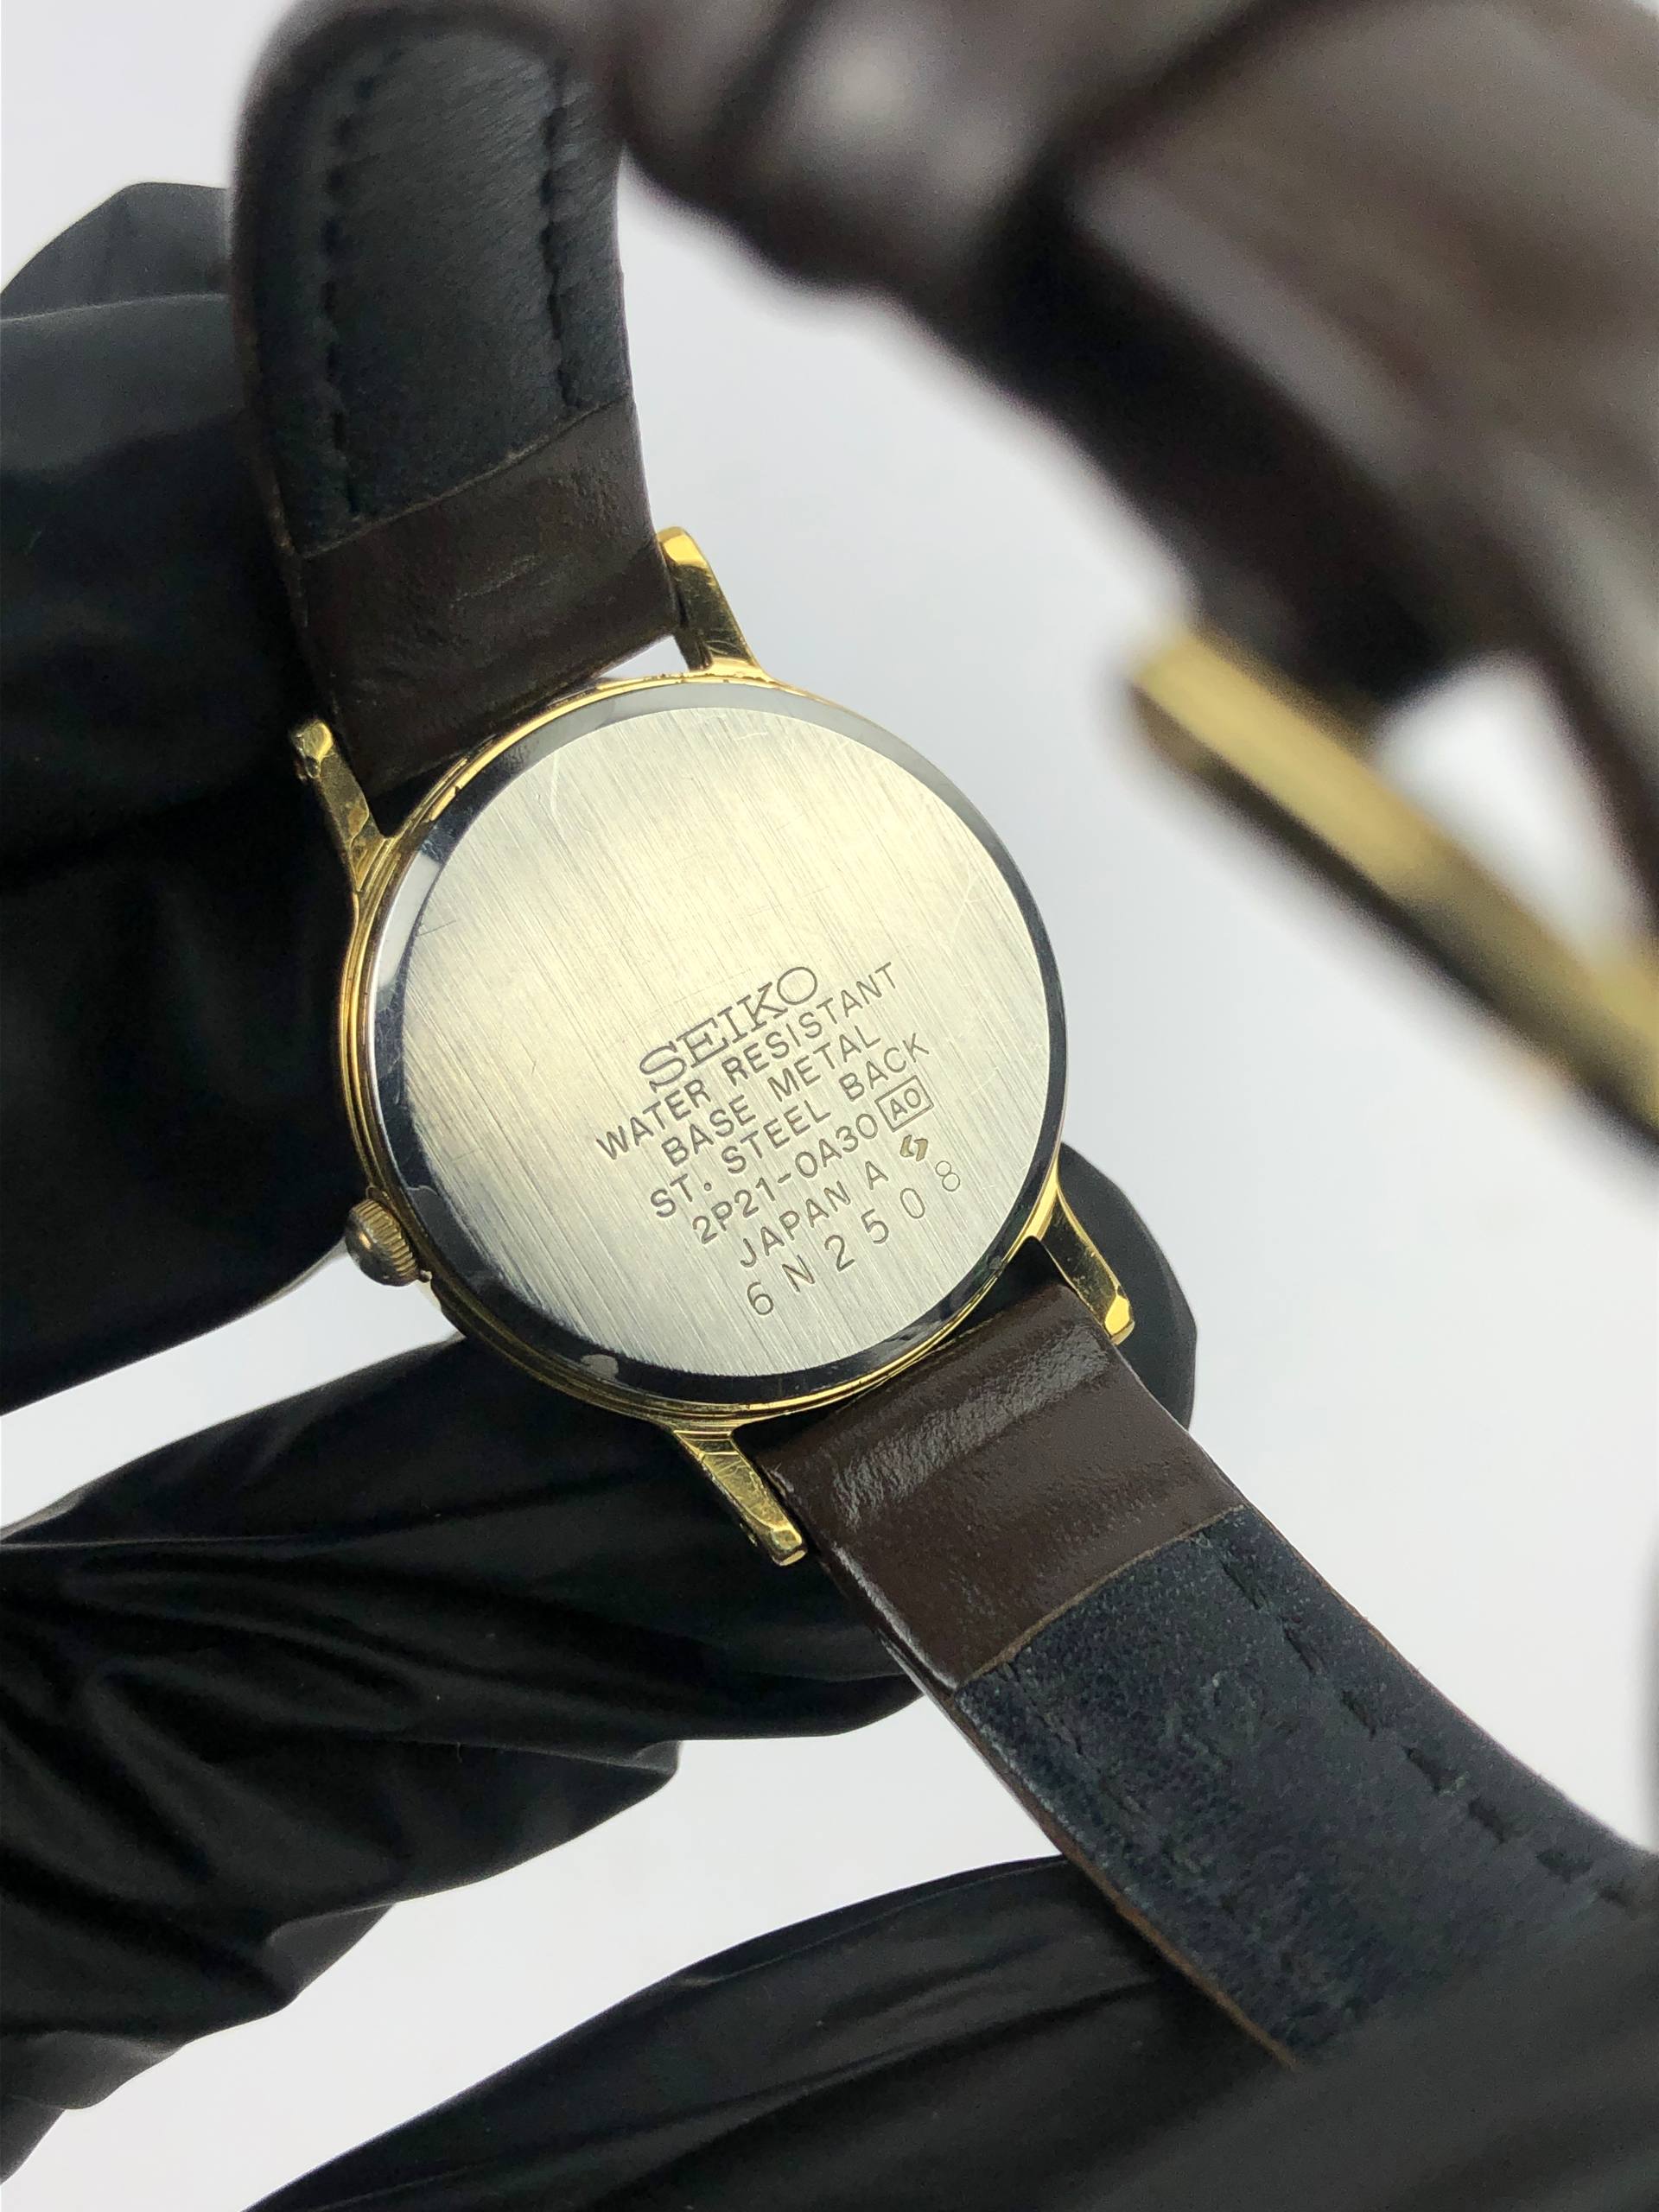 SEIKO
WATER RESISTANT
BASE METAL
ST. STEEL BACK
2P21-0A30 A0
JAPAN A
6N2508